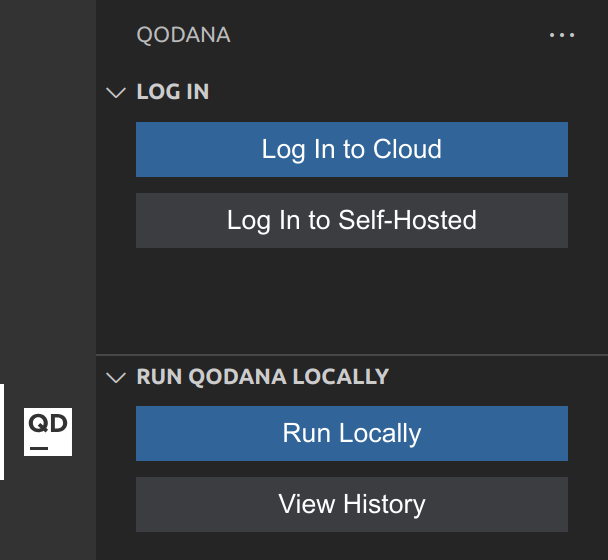 QODANA
LOG IN
Log In to Cloud
Log In to Self-Hosted
RUN QODANA LOCALLY
QD
Run Locally
View History